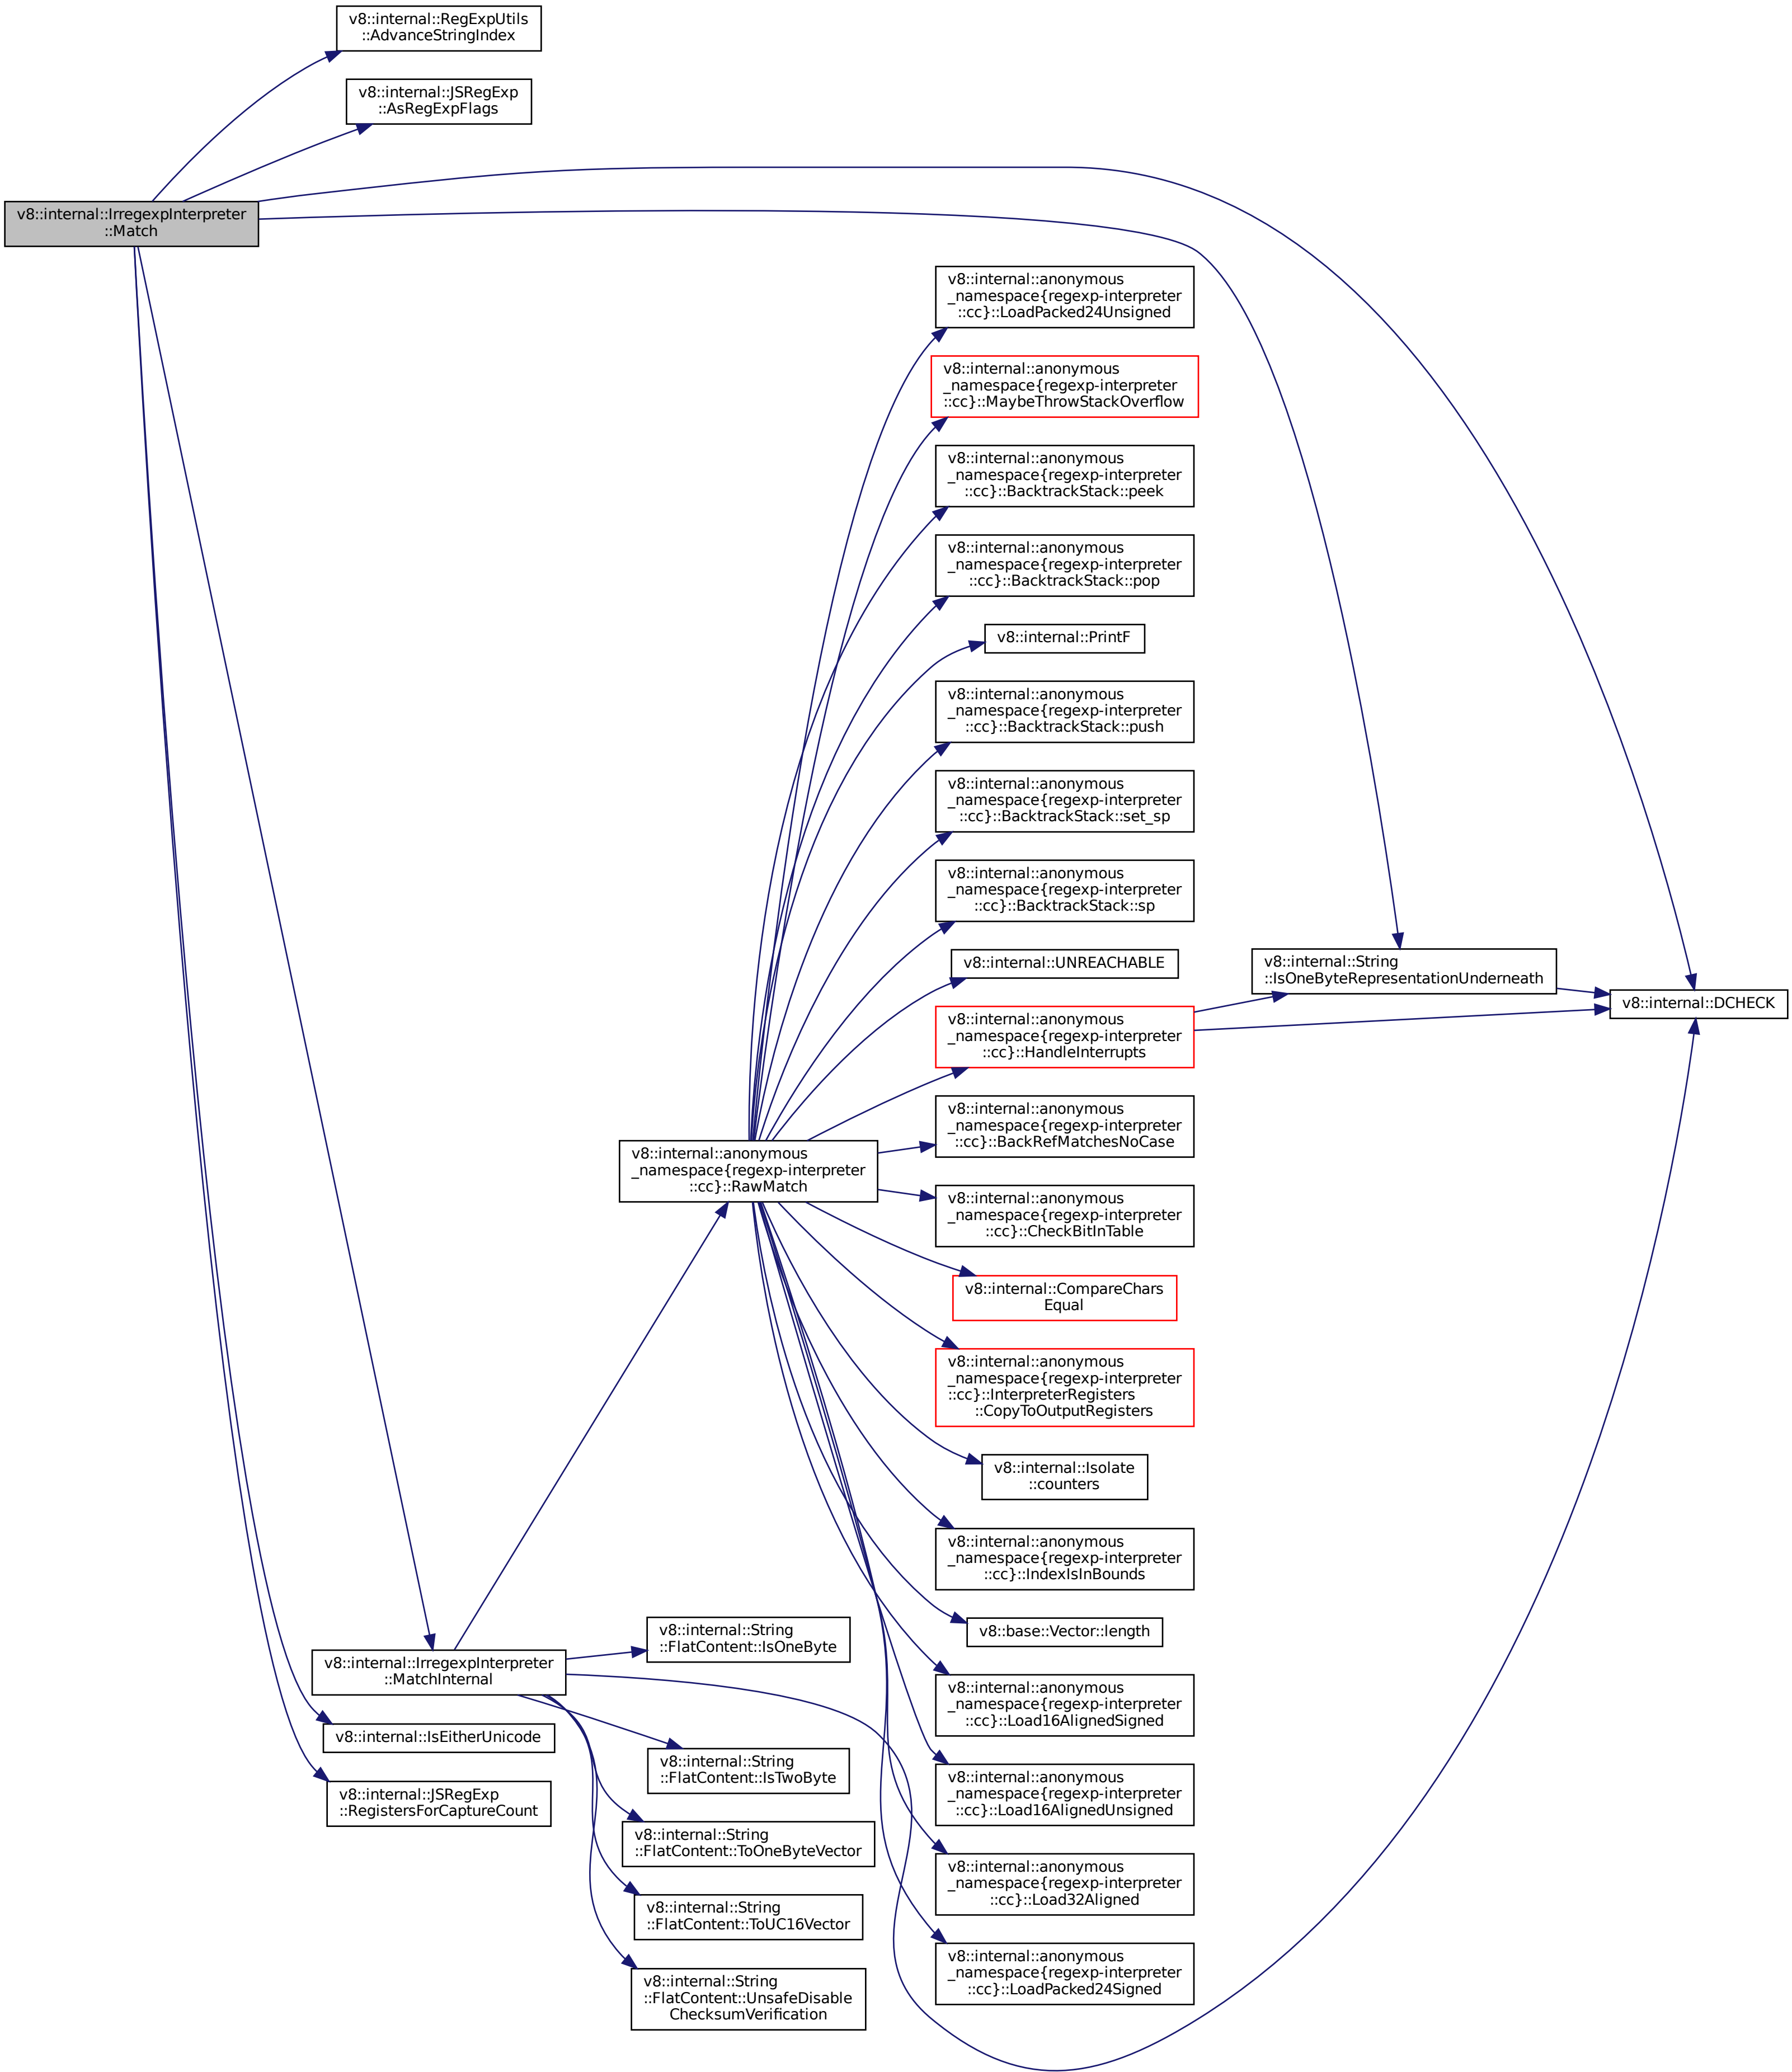 v8::internal::RegExpUtils
::AdvanceStringIndex
v8::internal::JSRegExp
::AsRegExpFlags
v8::internal::IrregexpInterpreter
::Match
v8::internal::anonymous
_namespace{regexp-interpreter
::cc}::LoadPacked24Unsigned
v8::internal::anonymous
_namespace{regexp-interpreter
::cc}::MaybeThrowStackOverflow
v8::internal::anonymous
_namespace{regexp-interpreter
::cc}::BacktrackStack::peek
v8::internal::anonymous
_namespace{regexp-interpreter
::cc}::BacktrackStack::pop
v8::internal::PrintF
v8::internal::anonymous
_namespace{regexp-interpreter
::cc}::BacktrackStack::push
v8::internal::anonymous
_namespace{regexp-interpreter
::cc}::BacktrackStack::set_sp
v8::internal::anonymous
_namespace{regexp-interpreter
::cc}::BacktrackStack::sp
v8::internal::UNREACHABLE
v8::internal::String
::IsOneByteRepresentationUnderneath
v8::internal::DCHECK
v8::internal::anonymous
_namespace{regexp-interpreter
::cc}::HandleInterrupts
v8::internal::anonymous
_namespace{regexp-interpreter
::cc}::BackRefMatchesNoCase
v8::internal::anonymous
_namespace{regexp-interpreter
::cc}::RawMatch
v8::internal::anonymous
_namespace{regexp-interpreter
::cc}::CheckBitInTable
v8::internal::CompareChars
Equal
v8::internal::anonymous
_namespace{regexp-interpreter
::cc}::InterpreterRegisters
::CopyToOutputRegisters
v8::internal::Isolate
::counters
v8::internal::anonymous
_namespace{regexp-interpreter
::cc}::IndexIsInBounds
v8::base::Vector::length
v8::internal::String
::FlatContent::IsOneByte
v8::internal::IrregexpInterpreter
::MatchInternal
v8::internal::anonymous
_namespace{regexp-interpreter
::cc}::Load16AlignedSigned
v8::internal::IsEitherUnicode
v8::internal::String
::FlatContent::IsTwoByte
v8::internal::anonymous
_namespace{regexp-interpreter
::cc}::Load16AlignedUnsigned
v8::internal::JSRegExp
::RegistersForCaptureCount
v8::internal::String
::FlatContent::ToOneByteVector
v8::internal::anonymous
_namespace{regexp-interpreter
::cc}::Load32Aligned
v8::internal::String
::FlatContent::ToUC16Vector
v8::internal::anonymous
_namespace{regexp-interpreter
::cc}::LoadPacked24Signed
v8::internal::String
::FlatContent::UnsafeDisable
ChecksumVerification